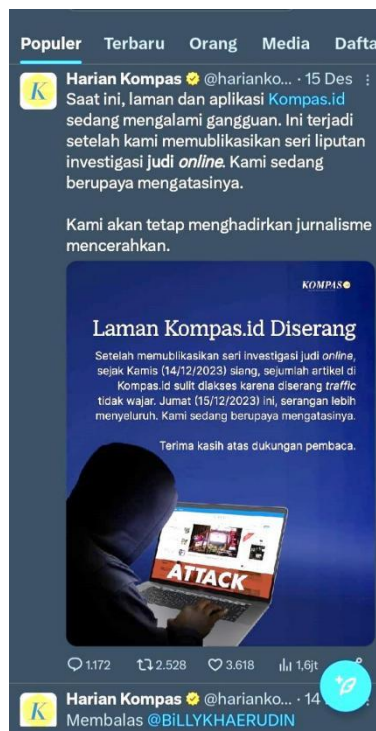 Populer Terbaru Orang Media Dafta
Harian Kompas @harianko... · 15 Des
Saat ini, laman dan aplikasi Kompas.id
sedang mengalami gangguan. Ini terjadi
setelah kami memublikasikan seri liputan
investigasi judi online. Kami sedang
berupaya mengatasinya.
Kami akan tetap menghadirkan jurnalisme
mencerahkan.
KOMPAS
Laman Kompas.id Diserang
Setelah memublikasikan seri investigasi judi online,
sejak Kamis (14/12/2023) siang, sejumlah artikel di
Kompas.id sulit diakses karena diserang traffic
tidak wajar. Jumat (15/12/2023) ini, serangan lebih
menyeluruh. Kami sedang berupaya mengatasinya.
Terima kasih atas dukungan pembaca.
ATTACK
1.172 2.528 3.618 1,6jt
Harian Kompas @harianko... · 14
Membalas @BiLLYKHAERUDIN